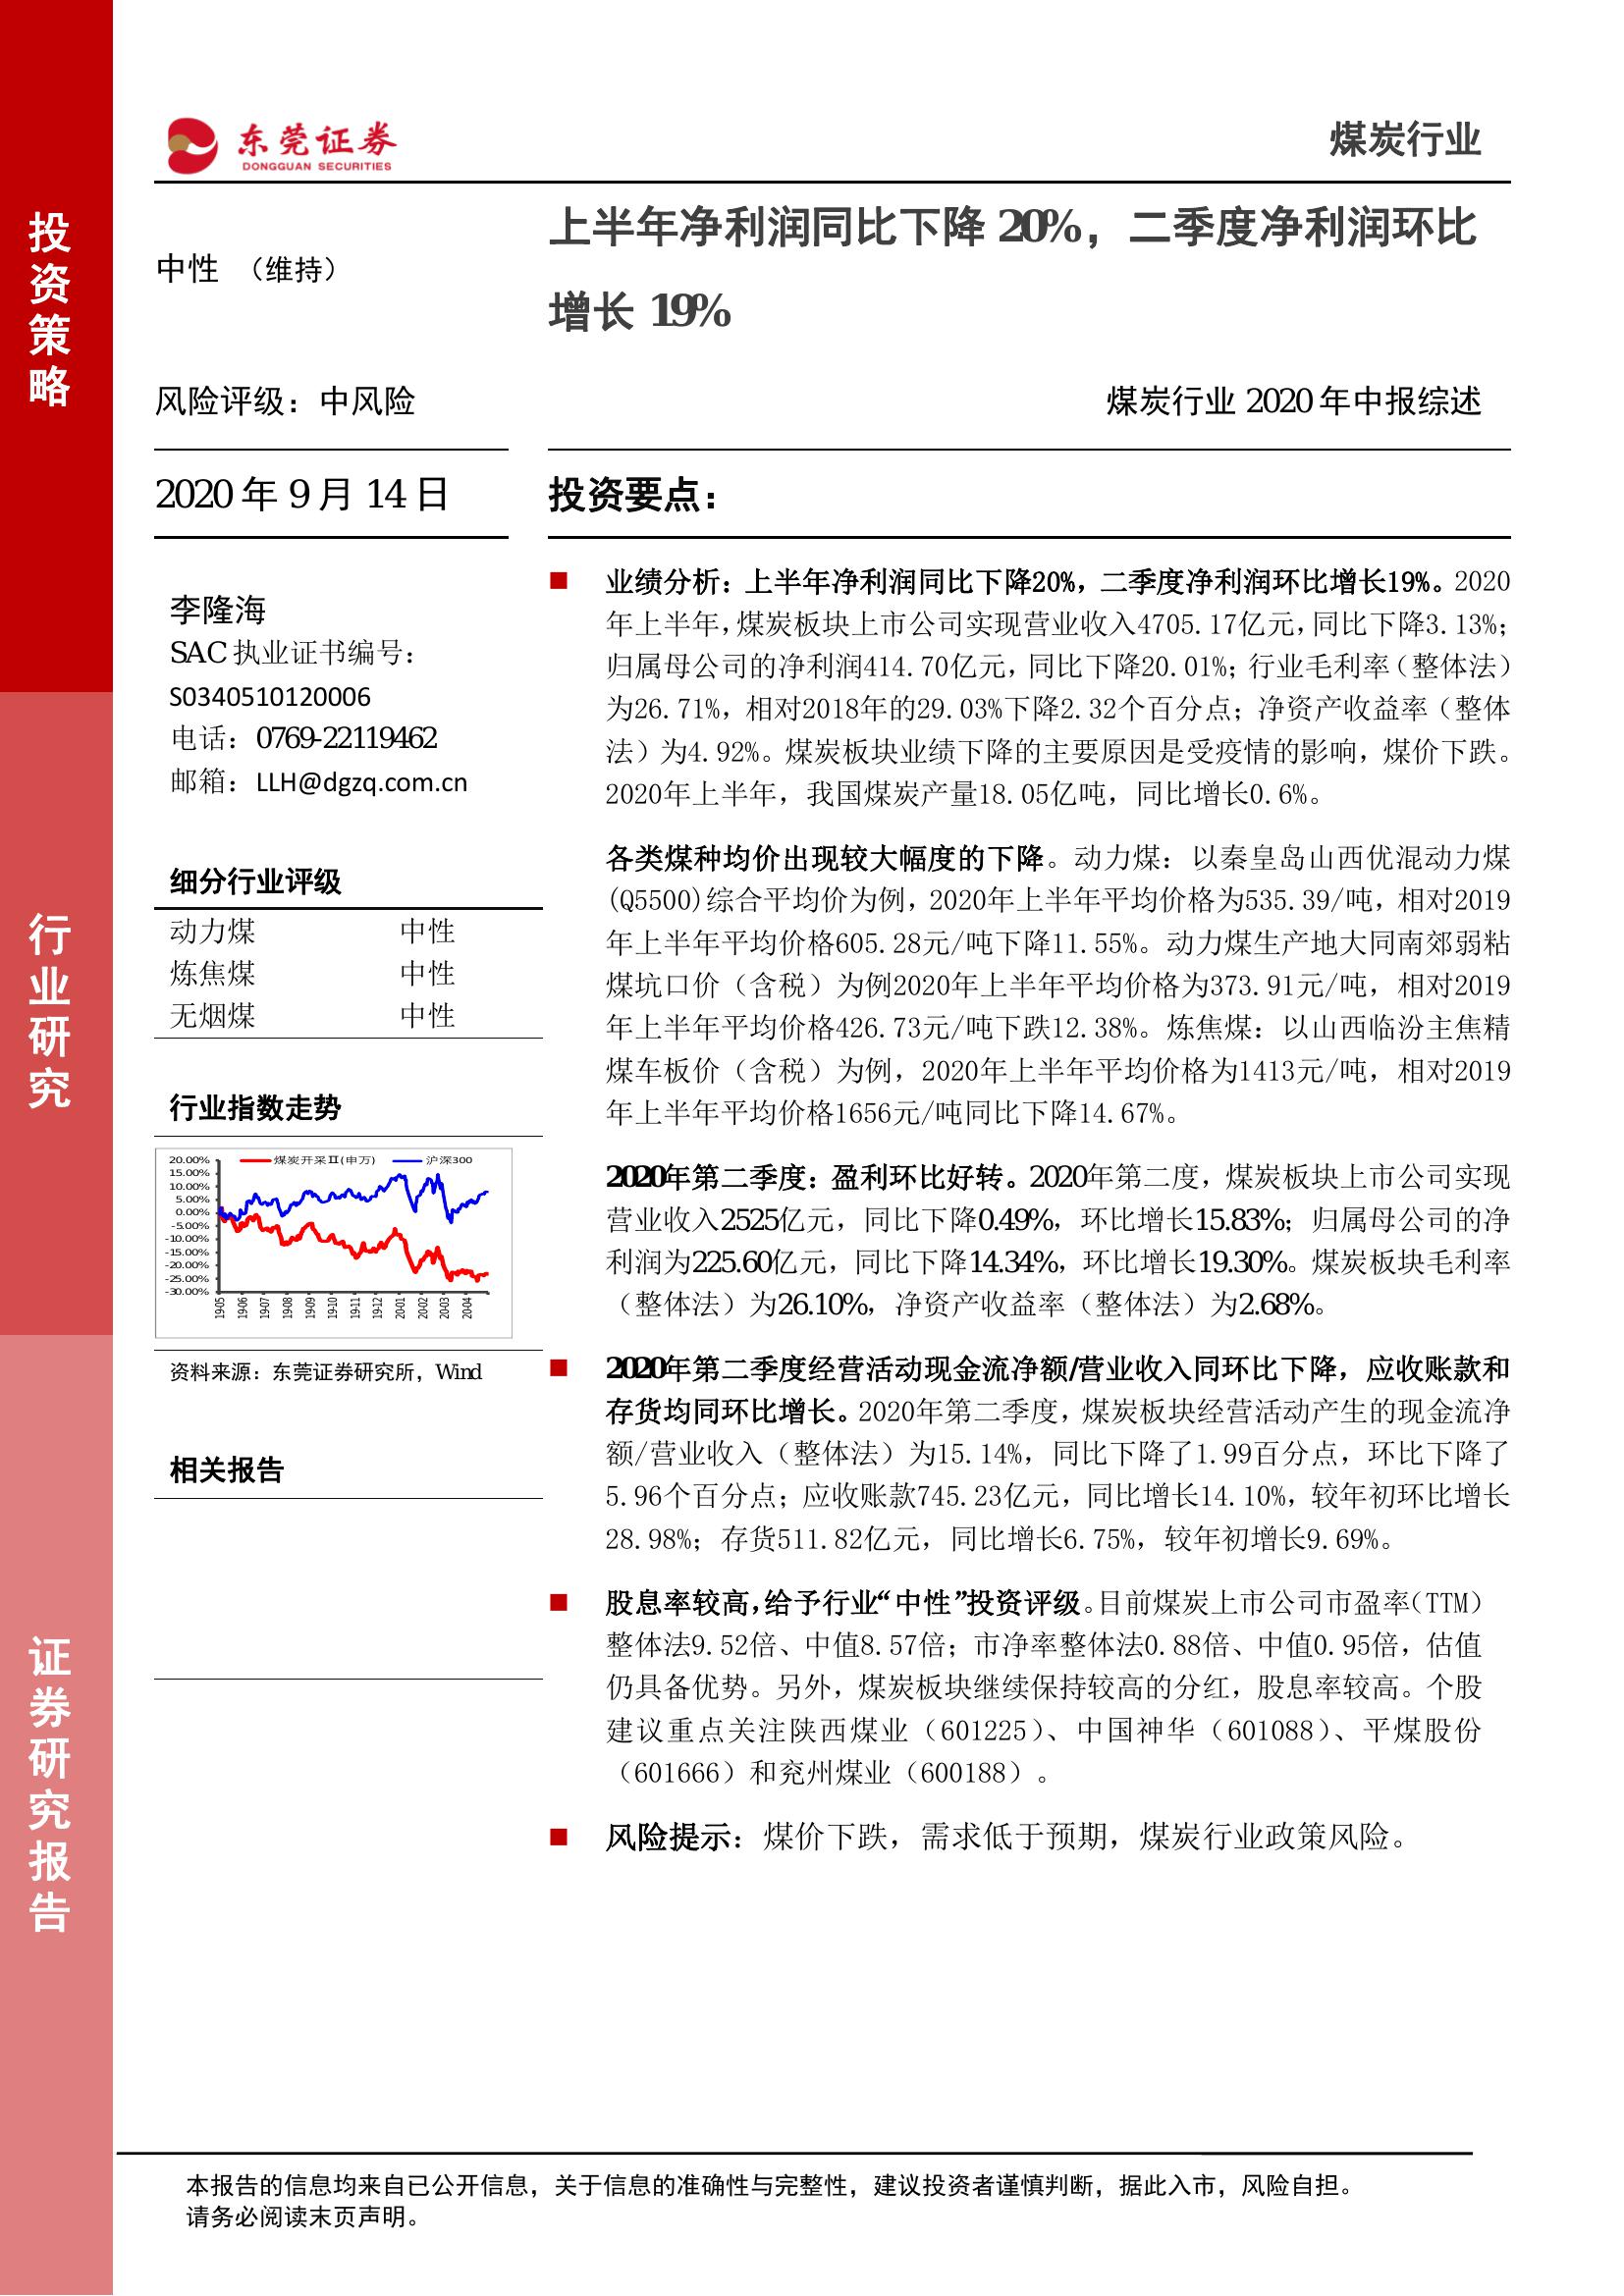 投资策略
行业研究
证券研究报告
东莞证券
DONGGUAN SECURITIES
煤炭行业
中性 （维持）
上半年净利润同比下降 20%，二季度净利润环比
增长 19%
风险评级：中风险
煤炭行业 2020 年中报综述
2020 年 9 月 14 日
李隆海
SAC 执业证书编号：
S0340510120006
电话：0769-22119462
邮箱：LLH@dgzq.com.cn
细分行业评级
动力煤 中性
炼焦煤 中性
无烟煤 中性
行业指数走势
煤炭开采Ⅱ(申万) 沪深300
20.00%
15.00%
10.00%
5.00%
0.00%
-5.00%
-10.00%
-15.00%
-20.00%
-25.00%
-30.00%
19-05 19-06 19-07 19-08 19-09 19-10 19-11 19-12 20-01 20-02 20-03 20-04
资料来源：东莞证券研究所，Wind
相关报告
投资要点：
■ 业绩分析：上半年净利润同比下降20%，二季度净利润环比增长19%。2020
年上半年，煤炭板块上市公司实现营业收入4705.17亿元，同比下降3.13%；
归属母公司的净利润414.70亿元，同比下降20.01%；行业毛利率（整体法）
为26.71%，相对2018年的29.03%下降2.32个百分点；净资产收益率（整体
法）为4.92%。煤炭板块业绩下降的主要原因是受疫情的影响，煤价下跌。
2020年上半年，我国煤炭产量18.05亿吨，同比增长0.6%。
各类煤种均价出现较大幅度的下降。动力煤：以秦皇岛山西优混动力煤
(Q5500)综合平均价为例，2020年上半年平均价格为535.39/吨，相对2019
年上半年平均价格605.28元/吨下降11.55%。动力煤生产地大同南郊弱粘
煤坑口价（含税）为例2020年上半年平均价格为373.91元/吨，相对2019
年上半年平均价格426.73元/吨下跌12.38%。炼焦煤：以山西临汾主焦精
煤车板价（含税）为例，2020年上半年平均价格为1413元/吨，相对2019
年上半年平均价格1656元/吨同比下降14.67%。
2020年第二季度：盈利环比好转。2020年第二度，煤炭板块上市公司实现
营业收入2525亿元，同比下降0.49%，环比增长15.83%；归属母公司的净
利润为225.60亿元，同比下降14.34%，环比增长19.30%。煤炭板块毛利率
（整体法）为26.10%，净资产收益率（整体法）为2.68%。
■ 2020年第二季度经营活动现金流净额/营业收入同环比下降，应收账款和
存货均同环比增长。2020年第二季度，煤炭板块经营活动产生的现金流净
额/营业收入（整体法）为15.14%，同比下降了1.99百分点，环比下降了
5.96个百分点；应收账款745.23亿元，同比增长14.10%，较年初环比增长
28.98%；存货511.82亿元，同比增长6.75%，较年初增长9.69%。
■ 股息率较高，给予行业“中性”投资评级。目前煤炭上市公司市盈率（TTM）
整体法9.52倍、中值8.57倍；市净率整体法0.88倍、中值0.95倍，估值
仍具备优势。另外，煤炭板块继续保持较高的分红，股息率较高。个股
建议重点关注陕西煤业（601225）、中国神华（601088）、平煤股份
（601666）和兖州煤业（600188）。
■ 风险提示：煤价下跌，需求低于预期，煤炭行业政策风险。
本报告的信息均来自已公开信息，关于信息的准确性与完整性，建议投资者谨慎判断，据此入市，风险自担。
请务必阅读末页声明。